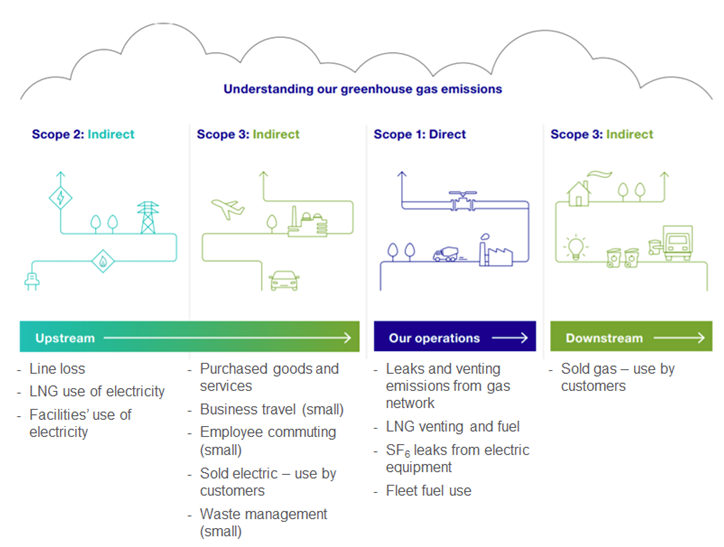 Understanding our greenhouse gas emissions
Scope 2: Indirect
Scope 3: Indirect
Scope 1: Direct
Scope 3: Indirect
Upstream
Our operations
Downstream
- Line loss
- LNG use of electricity
- Facilities' use of
electricity
- Purchased goods and
services
- Business travel (small)
- Employee commuting
(small)
- Sold electric – use by
customers
- Waste management
(small)
- Leaks and venting
emissions from gas
network
- LNG venting and fuel
- SF6 leaks from electric
equipment
- Fleet fuel use
- Sold gas – use by
customers